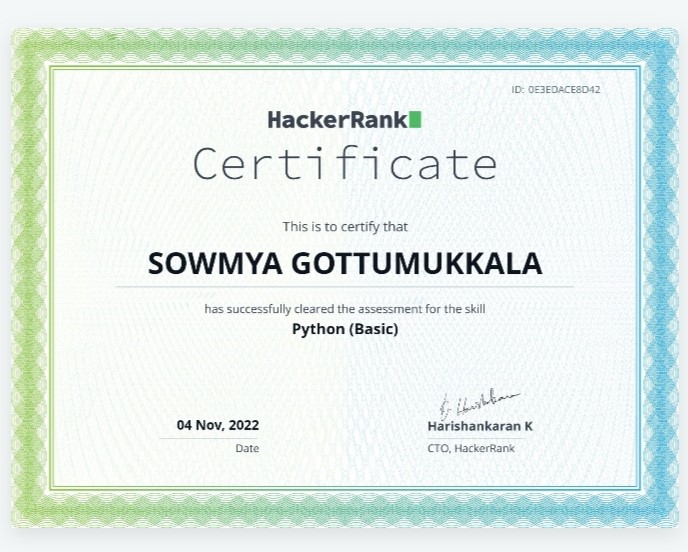 ID: 0E3EDACE8D42
HackerRank
Certificate
This is to certify that
SOWMYA GOTTUMUKKALA
has successfully cleared the assessment for the skill
Python (Basic)
04 Nov, 2022
Date
Harishankaran K
CTO, HackerRank